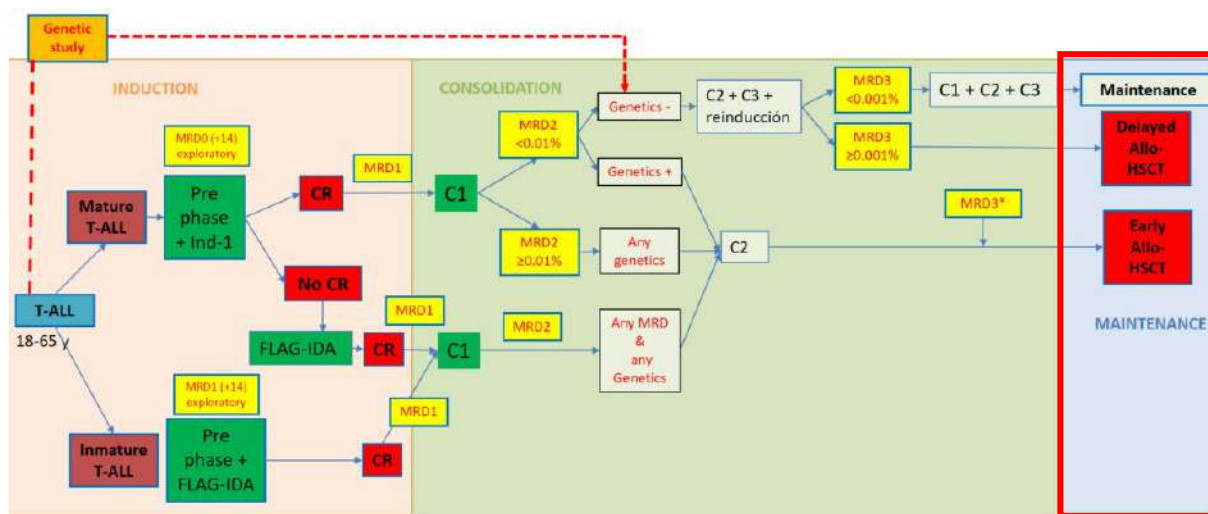 Genetic
study
INDUCTION
CONSOLIDATION
MRD0 (+14)
exploratory
Mature
T-ALL
Pre
phase
+ Ind-1
CR
MRD1
C1
No CR
FLAG-IDA
CR
MRD1
C1
T-ALL
18-65 y
MRD1 (+14)
exploratory
Inmature
T-ALL
Pre
phase +
FLAG-IDA
CR
MRD1
MRD2
<0.01%
Genetics -
C2 + C3 +
reinducción
MRD3
<0.001%
C1 + C2 + C3
Maintenance
MRD3
≥0.001%
Delayed
Allo-
HSCT
Genetics +
MRD2
≥0,01%
Any
genetics
C2
MRD3*
Early
Allo-
HSCT
MRD2
Any MRD
&
any
Genetics
MAINTENANCE